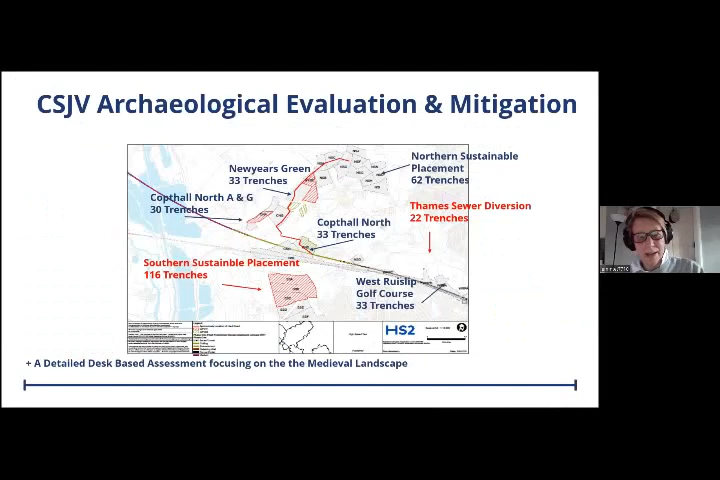 CSJV Archaeological Evaluation & Mitigation
Northern Sustainable
Placement
62 Trenches
Newyears Green
33 Trenches
Copthall North A & G
30 Trenches
Thames Sewer Diversion
22 Trenches
Copthall North
33 Trenches
Southern Sustainble Placement
116 Trenches
West Ruislip
Golf Course
33 Trenches
HS2
+ A Detailed Desk Based Assessment focusing on the the Medieval Landscape